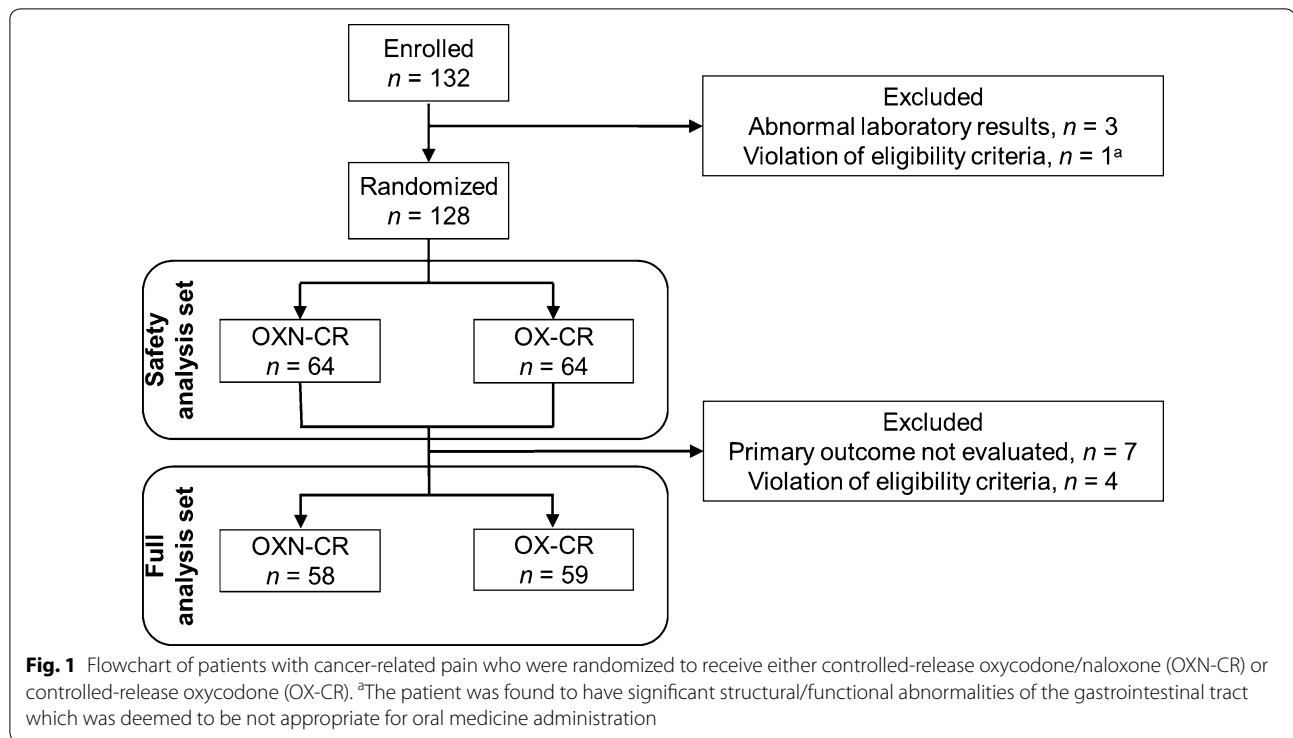 Enrolled
n = 132
Excluded
Abnormal laboratory results, n = 3
Violation of eligibility criteria, n = 1ᵃ
Randomized
n = 128
Safety
analysis set
OXN-CR
n = 64
OX-CR
n = 64
Excluded
Primary outcome not evaluated, n = 7
Violation of eligibility criteria, n = 4
Full
analysis set
OXN-CR
n = 58
OX-CR
n = 59
Fig. 1 Flowchart of patients with cancer-related pain who were randomized to receive either controlled-release oxycodone/naloxone (OXN-CR) or
controlled-release oxycodone (OX-CR). ᵃThe patient was found to have significant structural/functional abnormalities of the gastrointestinal tract
which was deemed to be not appropriate for oral medicine administration